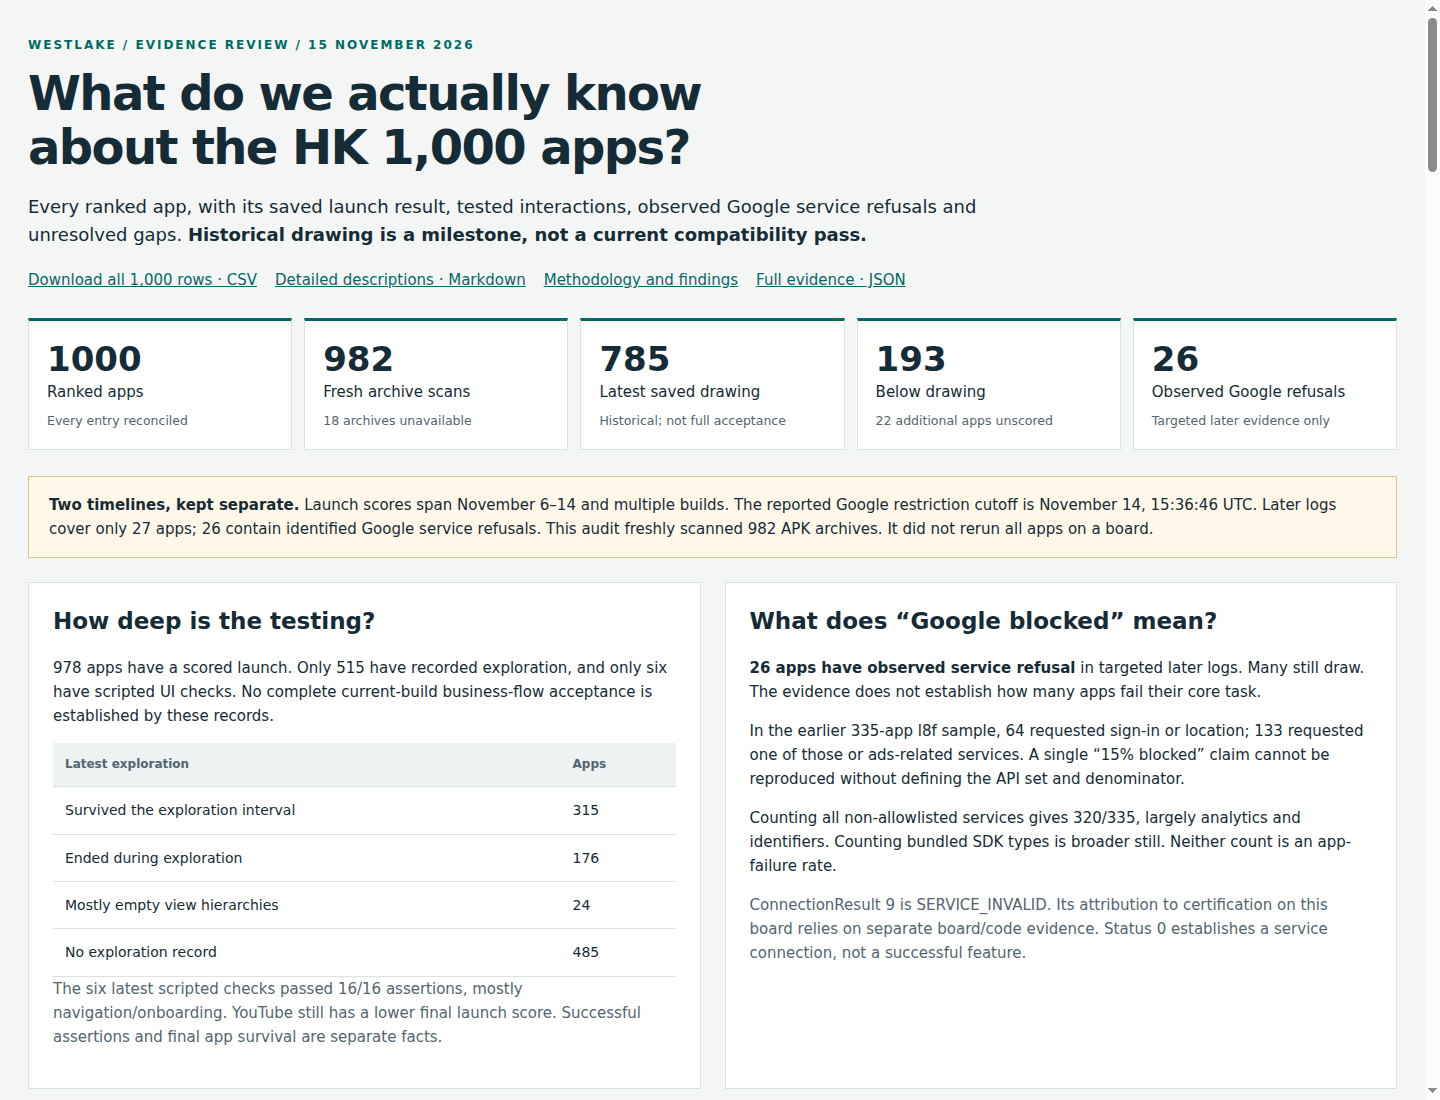 WESTLAKE / EVIDENCE REVIEW / 15 NOVEMBER 2026
What do we actually know
about the HK 1,000 apps?
Every ranked app, with its saved launch result, tested interactions, observed Google service refusals and
unresolved gaps. Historical drawing is a milestone, not a current compatibility pass.
Download all 1,000 rows · CSV Detailed descriptions · Markdown Methodology and findings Full evidence · JSON
1000
Ranked apps
Every entry reconciled
982
Fresh archive scans
18 archives unavailable
785
Latest saved drawing
Historical; not full acceptance
193
Below drawing
22 additional apps unscored
26
Observed Google refusals
Targeted later evidence only
Two timelines, kept separate. Launch scores span November 6–14 and multiple builds. The reported Google restriction cutoff is November 14, 15:36:46 UTC. Later logs
cover only 27 apps; 26 contain identified Google service refusals. This audit freshly scanned 982 APK archives. It did not rerun all apps on a board.
How deep is the testing?
978 apps have a scored launch. Only 515 have recorded exploration, and only six
have scripted UI checks. No complete current-build business-flow acceptance is
established by these records.
Latest exploration Apps
Survived the exploration interval 315
Ended during exploration 176
Mostly empty view hierarchies 24
No exploration record 485
The six latest scripted checks passed 16/16 assertions, mostly
navigation/onboarding. YouTube still has a lower final launch score. Successful
assertions and final app survival are separate facts.
What does “Google blocked” mean?
26 apps have observed service refusal in targeted later logs. Many still draw.
The evidence does not establish how many apps fail their core task.
In the earlier 335-app l8f sample, 64 requested sign-in or location; 133 requested
one of those or ads-related services. A single “15% blocked” claim cannot be
reproduced without defining the API set and denominator.
Counting all non-allowlisted services gives 320/335, largely analytics and
identifiers. Counting bundled SDK types is broader still. Neither count is an app-
failure rate.
ConnectionResult 9 is SERVICE_INVALID. Its attribution to certification on this
board relies on separate board/code evidence. Status 0 establishes a service
connection, not a successful feature.